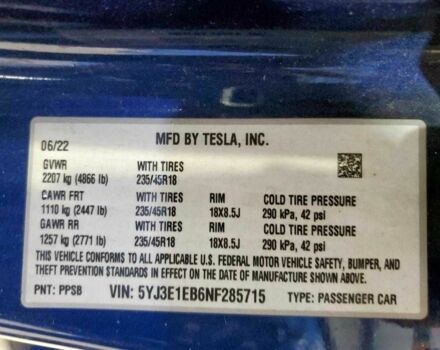 MFD BY TESLA, INC.
06/22
GVWR WITH TIRES
2207 kg (4866 lb) 235/45R18
GAWR FRT WITH TIRES RIM COLD TIRE PRESSURE
1110 kg (2447 lb) 235/45R18 18X8.5J 290 kPa, 42 psi
GAWR RR WITH TIRES RIM COLD TIRE PRESSURE
1257 kg (2771 lb) 235/45R18 18X8.5J 290 kPa, 42 psi
THIS VEHICLE CONFORMS TO ALL APPLICABLE U.S. FEDERAL MOTOR VEHICLE SAFETY, BUMPER, AND
THEFT PREVENTION STANDARDS IN EFFECT ON THE DATE OF MANUFACTURE SHOWN ABOVE.
PNT: PPSB VIN: 5YJ3E1EB6NF285715 TYPE: PASSENGER CAR